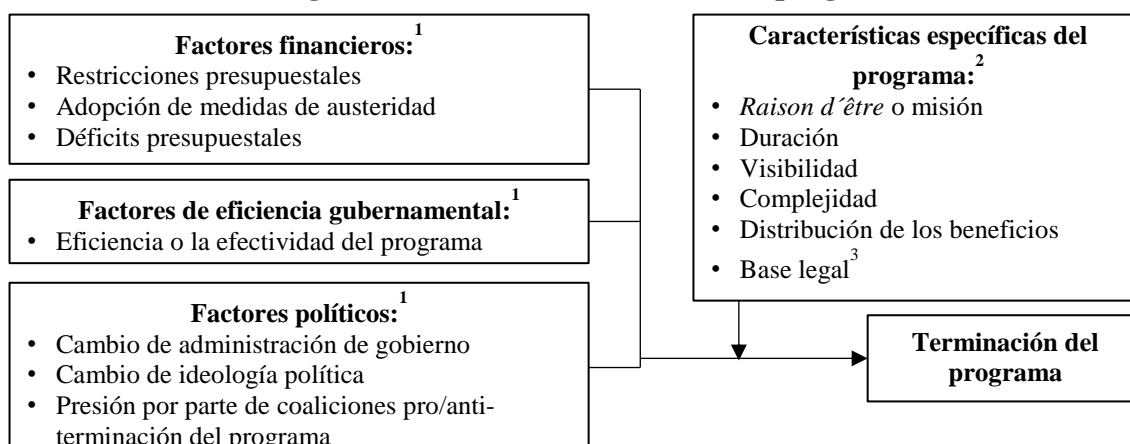 Factores financieros:1
• Restricciones presupuestales
• Adopción de medidas de austeridad
• Déficits presupuestales
Factores de eficiencia gubernamental:1
• Eficiencia o la efectividad del programa
Factores políticos:1
• Cambio de administración de gobierno
• Cambio de ideología política
• Presión por parte de coaliciones pro/anti-
terminación del programa
Características específicas del
programa:2
• Raison d´être o misión
• Duración
• Visibilidad
• Complejidad
• Distribución de los beneficios
• Base legal3
Terminación del
programa